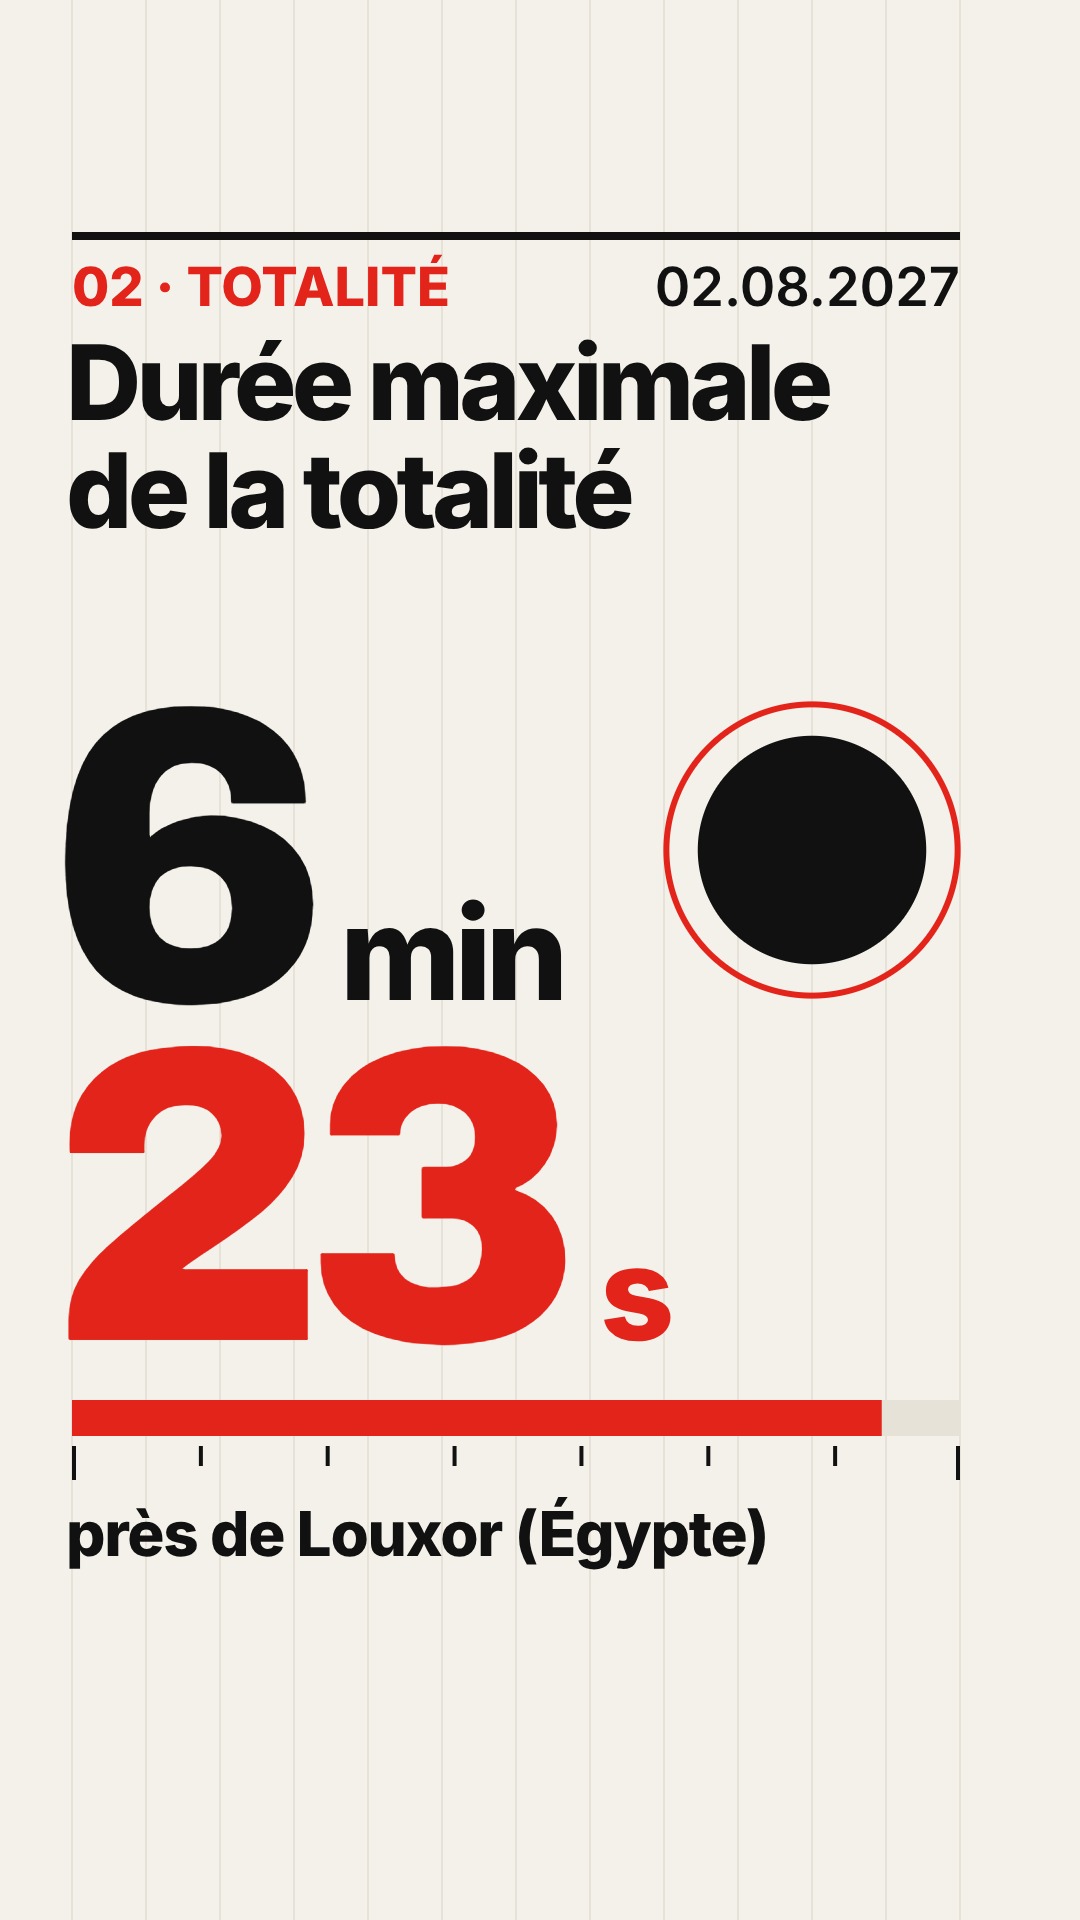 02 · TOTALITÉ 02.08.2027
Durée maximale
de la totalité
6 min
23 s
près de Louxor (Égypte)